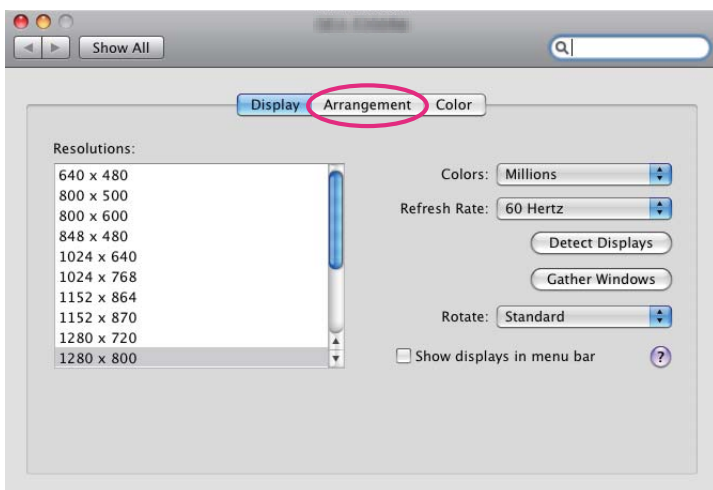 Show All
Display Arrangement Color
Resolutions:
640 x 480
800 x 500
800 x 600
848 x 480
1024 x 640
1024 x 768
1152 x 864
1152 x 870
1280 x 720
1280 x 800
Colors: Millions
Refresh Rate: 60 Hertz
Detect Displays
Gather Windows
Rotate: Standard
Show displays in menu bar ?